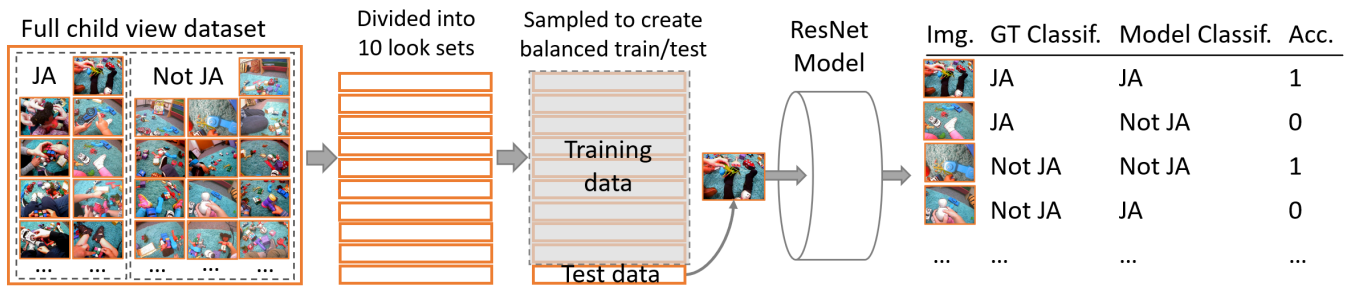 Full child view dataset
JA
Not JA
... ...
... ... ...
Divided into
10 look sets
Sampled to create
balanced train/test
Training
data
Test data
ResNet
Model
Img. GT Classif. Model Classif. Acc.
JA JA 1
JA Not JA 0
Not JA Not JA 1
Not JA JA 0
... ... ... ...